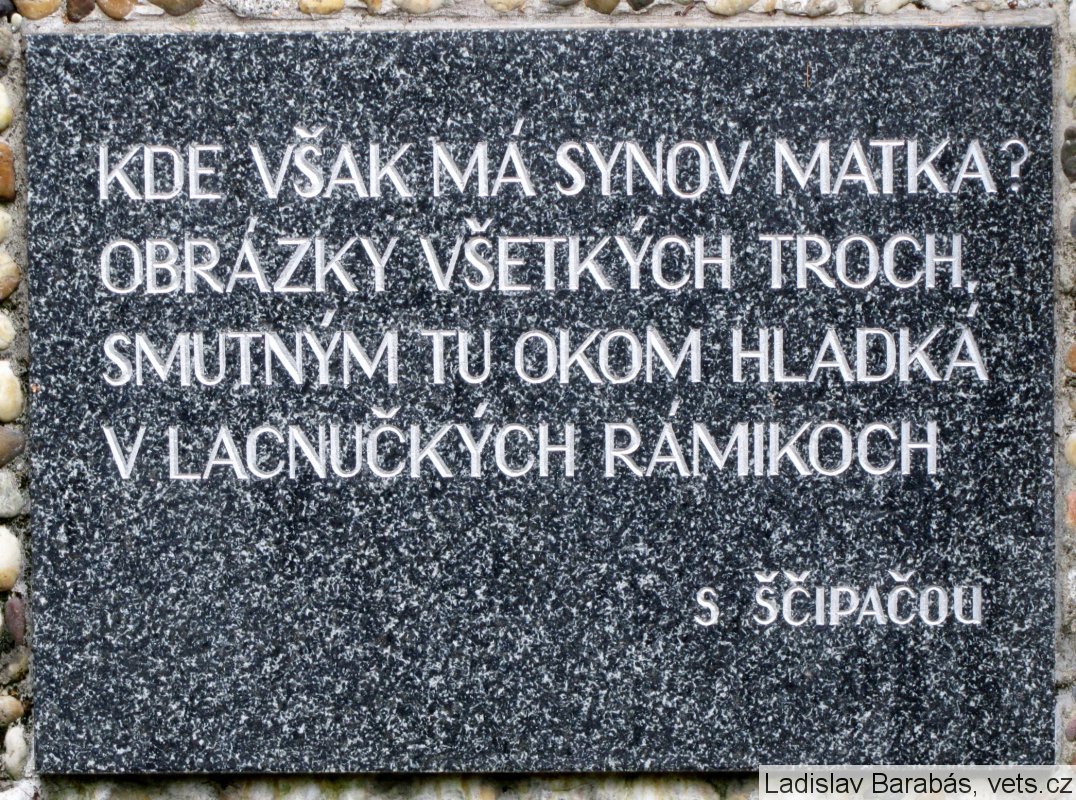 KDE VŠAK MÁ SYNOV MATKA?
OBRÁZKY VŠETKÝCH TROCH,
SMUTNÝM TU OKOM HLADKÁ
V LACNUČKÝCH RÁMIKOCH
S ŠČIPAČOU
Ladislav Barabás, vets.cz